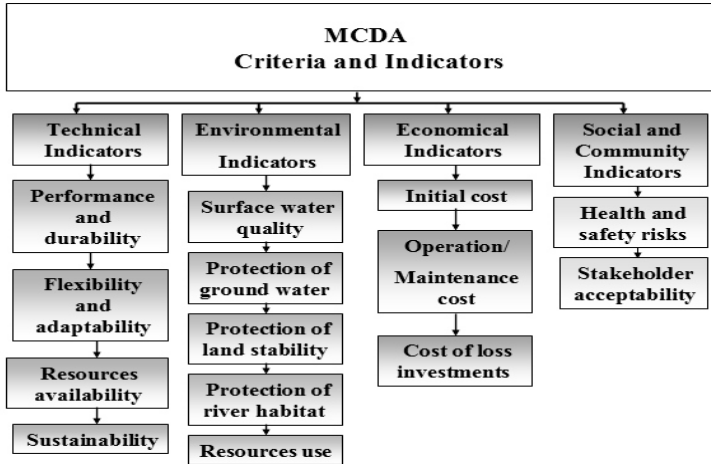 MCDA
Criteria and Indicators
Technical
Indicators
Performance
and
durability
Flexibility
and
adaptability
Resources
availability
Sustainability
Environmental
Indicators
Surface water
quality
Protection of
ground water
Protection of
land stability
Protection of
river habitat
Resources use
Economical
Indicators
Initial cost
Operation/
Maintenance
cost
Cost of loss
investments
Social and
Community
Indicators
Health and
safety risks
Stakeholder
acceptability